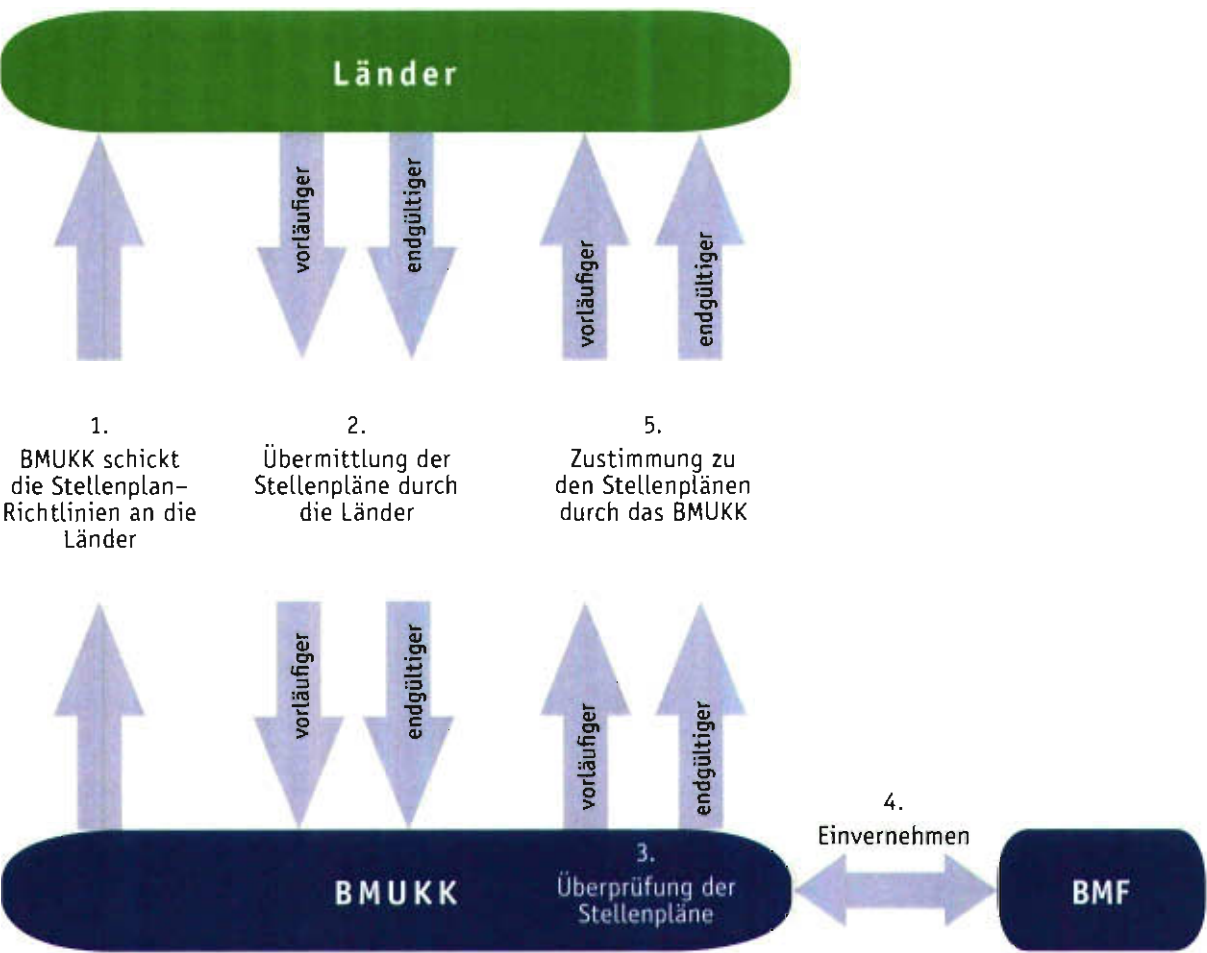 Länder
vorläufiger
endgültiger
vorläufiger
endgültiger
1.
BMUKK schickt
die Stellenplan–
Richtlinien an die
Länder
2.
Übermittlung der
Stellenpläne durch
die Länder
5.
Zustimmung zu
den Stellenplänen
durch das BMUKK
vorläufiger
endgültiger
vorläufiger
endgültiger
BMUKK
3.
Überprüfung der
Stellenpläne
4.
Einvernehmen
BMF